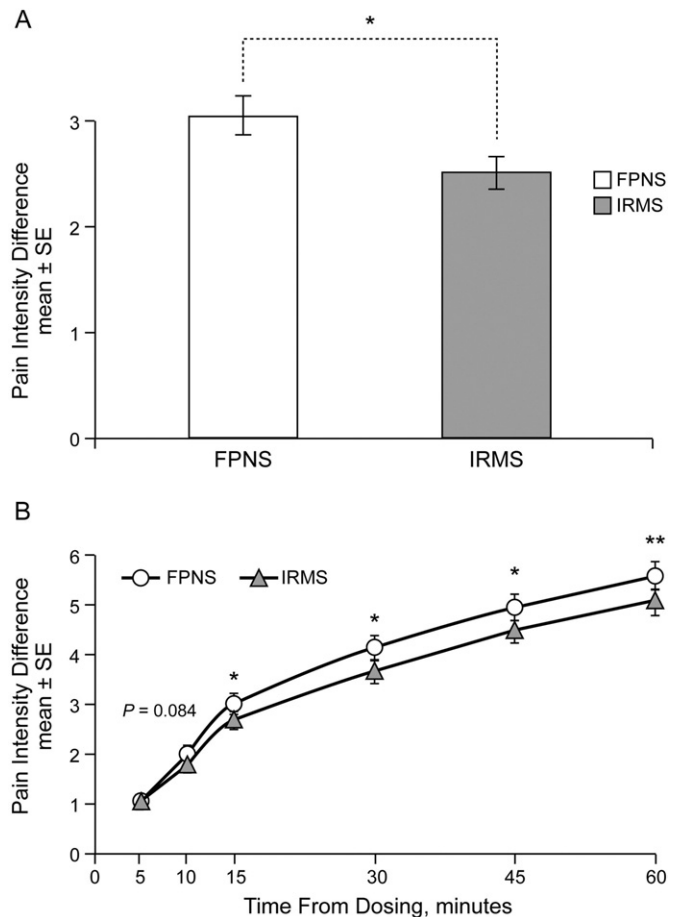 A
*
3
2
1
0
Pain Intensity Difference
mean ± SE
FPNS
IRMS
FPNS
IRMS
B
6
5
4
3
2
1
0
Pain Intensity Difference
mean ± SE
FPNS
IRMS
P = 0.084
*
*
*
**
0
5
10
15
30
45
60
Time From Dosing, minutes